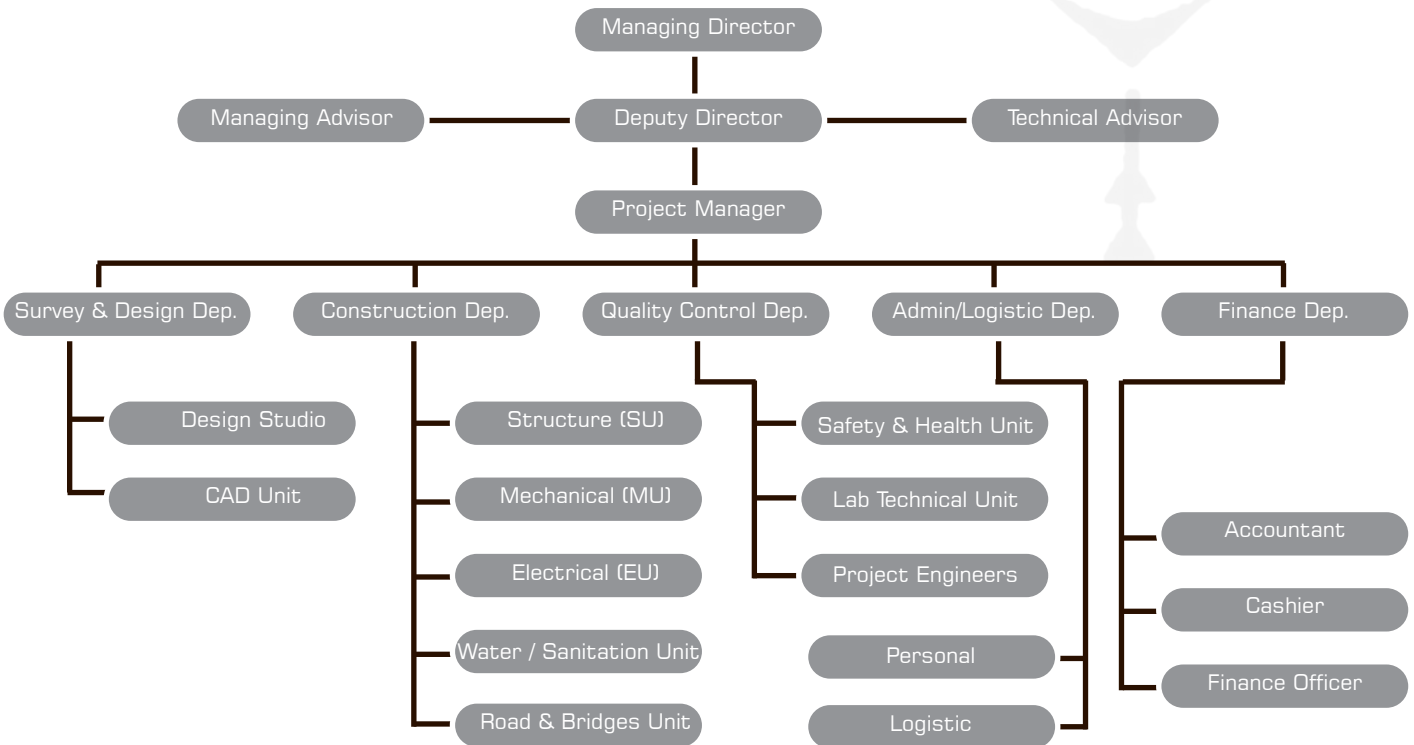 Managing Director
Managing Advisor
Deputy Director
Technical Advisor
Project Manager
Survey & Design Dep.
Construction Dep.
Quality Control Dep.
Admin/Logistic Dep.
Finance Dep.
Design Studio
CAD Unit
Structure (SU)
Mechanical (MU)
Electrical (EU)
Water / Sanitation Unit
Road & Bridges Unit
Safety & Health Unit
Lab Technical Unit
Project Engineers
Personal
Logistic
Accountant
Cashier
Finance Officer